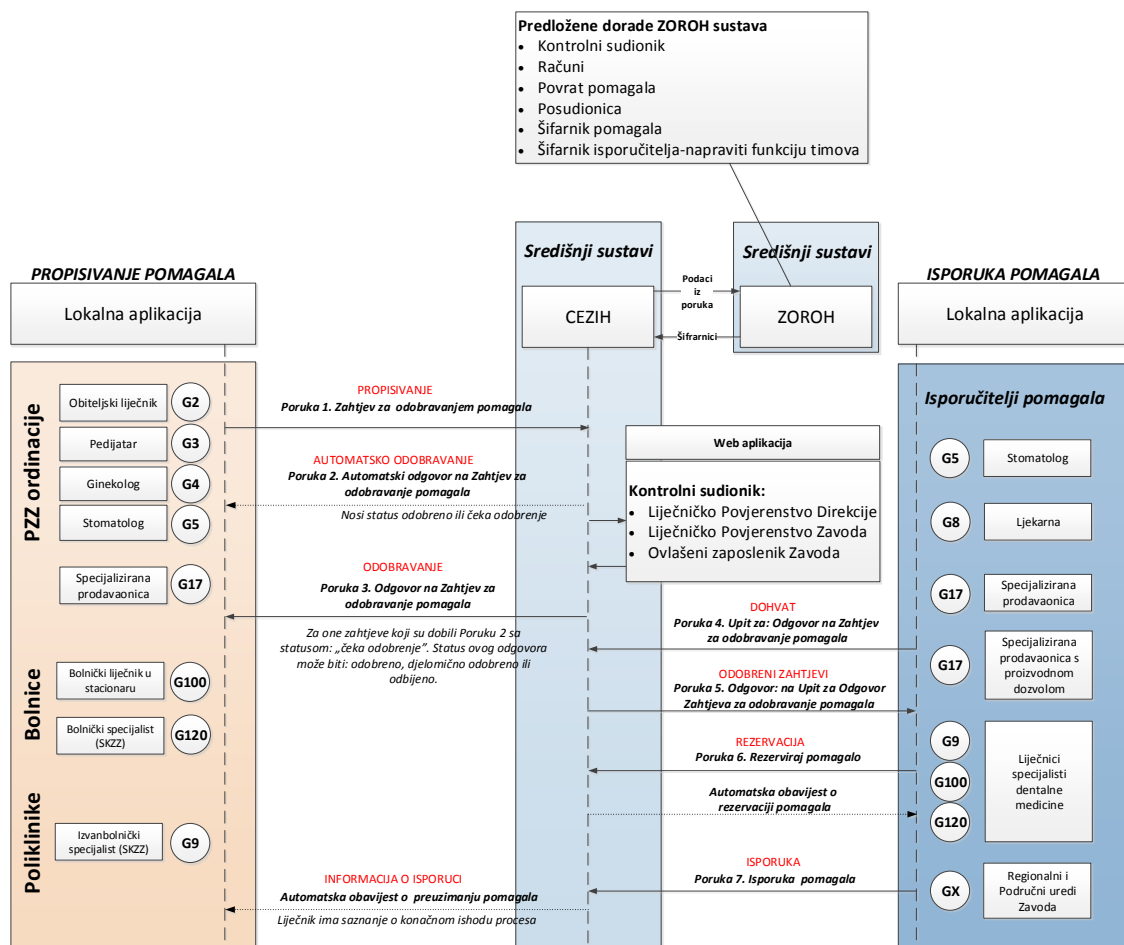 Predložene dorade ZOROH sustava
• Kontrolni sudionik
• Računi
• Povrat pomagala
• Posudionica
• Šifarnik pomagala
• Šifarnik isporučitelja-napraviti funkciju timova
PROPISIVANJE POMAGALA
Lokalna aplikacija
Središnji sustavi
CEZIH
Podaci
iz
poruka
Šifrarnici
Središnji sustavi
ZOROH
ISPORUKA POMAGALA
Lokalna aplikacija
PZZ ordinacije
Obiteljski liječnik
G2
Pedijatar
G3
Ginekolog
G4
Stomatolog
G5
Specijalizirana
prodavaonica
G17
Bolnice
Bolnički liječnik u
stacionaru
G100
Bolnički specijalist
(SKZZ)
G120
Poliklinike
Izvanbolnički
specijalist (SKZZ)
G9
PROPISIVANJE
Poruka 1. Zahtjev za odobravanjem pomagala
AUTOMATSKO ODOBRAVANJE
Poruka 2. Automatski odgovor na Zahtjev za
odobravanje pomagala
Nosi status odobreno ili čeka odobrenje
ODOBRAVANJE
Poruka 3. Odgovor na Zahtjev za
odobravanje pomagala
Za one zahtjeve koji su dobili Poruku 2 sa
statusom: „čeka odobrenje”. Status ovog odgovora
može biti: odobreno, djelomično odobreno ili
odbijeno.
INFORMACIJA O ISPORUCI
Automatska obavijest o preuzimanju pomagala
Liječnik ima saznanje o konačnom ishodu procesa
Web aplikacija
Kontrolni sudionik:
• Liječničko Povjerenstvo Direkcije
• Liječničko Povjerenstvo Zavoda
• Ovlašeni zaposlenik Zavoda
DOHVAT
Poruka 4. Upit za: Odgovor na Zahtjev
za odobravanje pomagala
ODOBRENI ZAHTJEVI
Poruka 5. Odgovor: na Upit za Odgovor
Zahtjeva za odobravanje pomagala
REZERVACIJA
Poruka 6. Rezerviraj pomagalo
Automatska obavijest o
rezervaciji pomagala
ISPORUKA
Poruka 7. Isporuka pomagala
Isporučitelji pomagala
G5
Stomatolog
G8
Ljekarna
G17
Specijalizirana
prodavaonica
G17
Specijalizirana
prodavaonica s
proizvodnom
dozvolom
G9
G100
G120
Liječnici
specijalisti
dentalne
medicine
GX
Regionalni i
Područni uredi
Zavoda